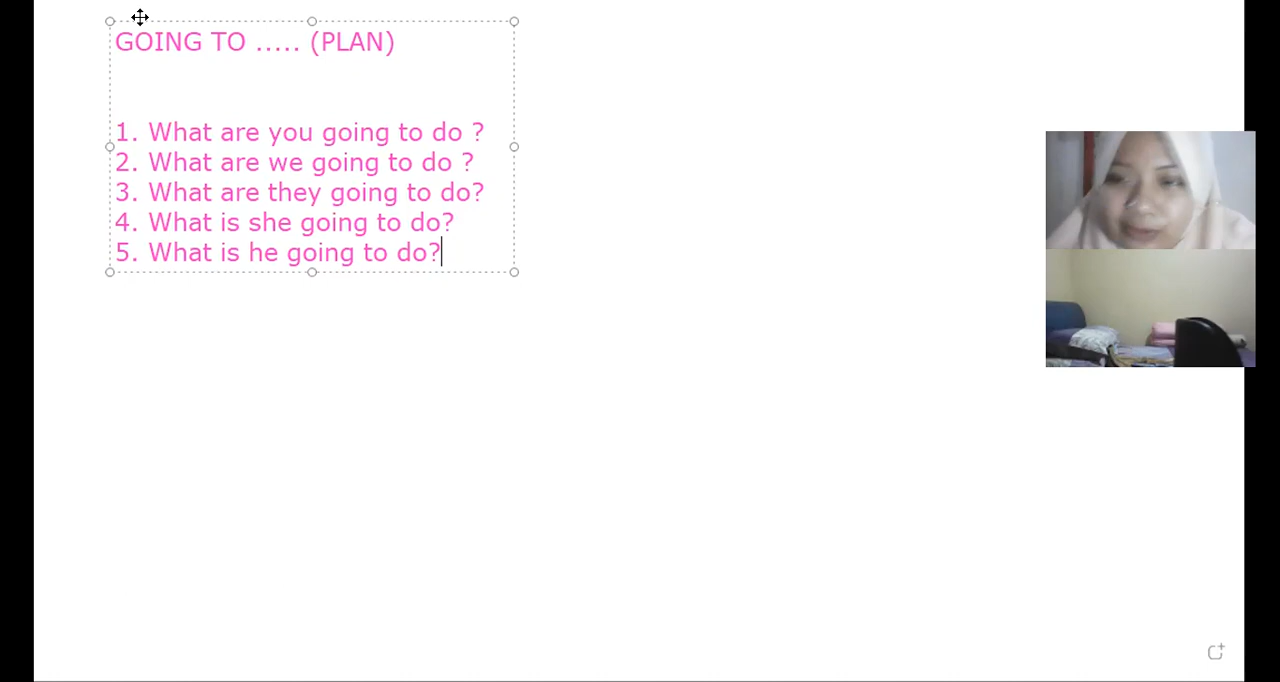 GOING TO ..... (PLAN)
1. What are you going to do ?
2. What are we going to do ?
3. What are they going to do?
4. What is she going to do?
5. What is he going to do?